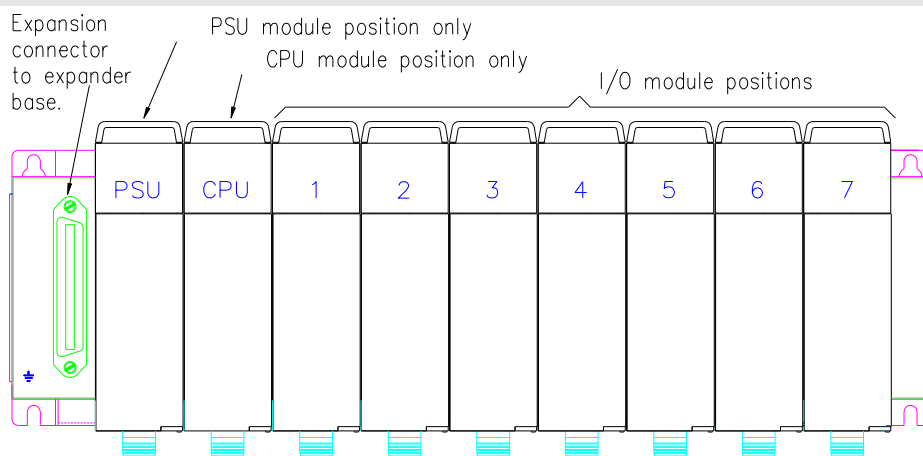 Expansion
connector
to expander
base.
PSU module position only
CPU module position only
I/O module positions
PSU CPU 1 2 3 4 5 6 7